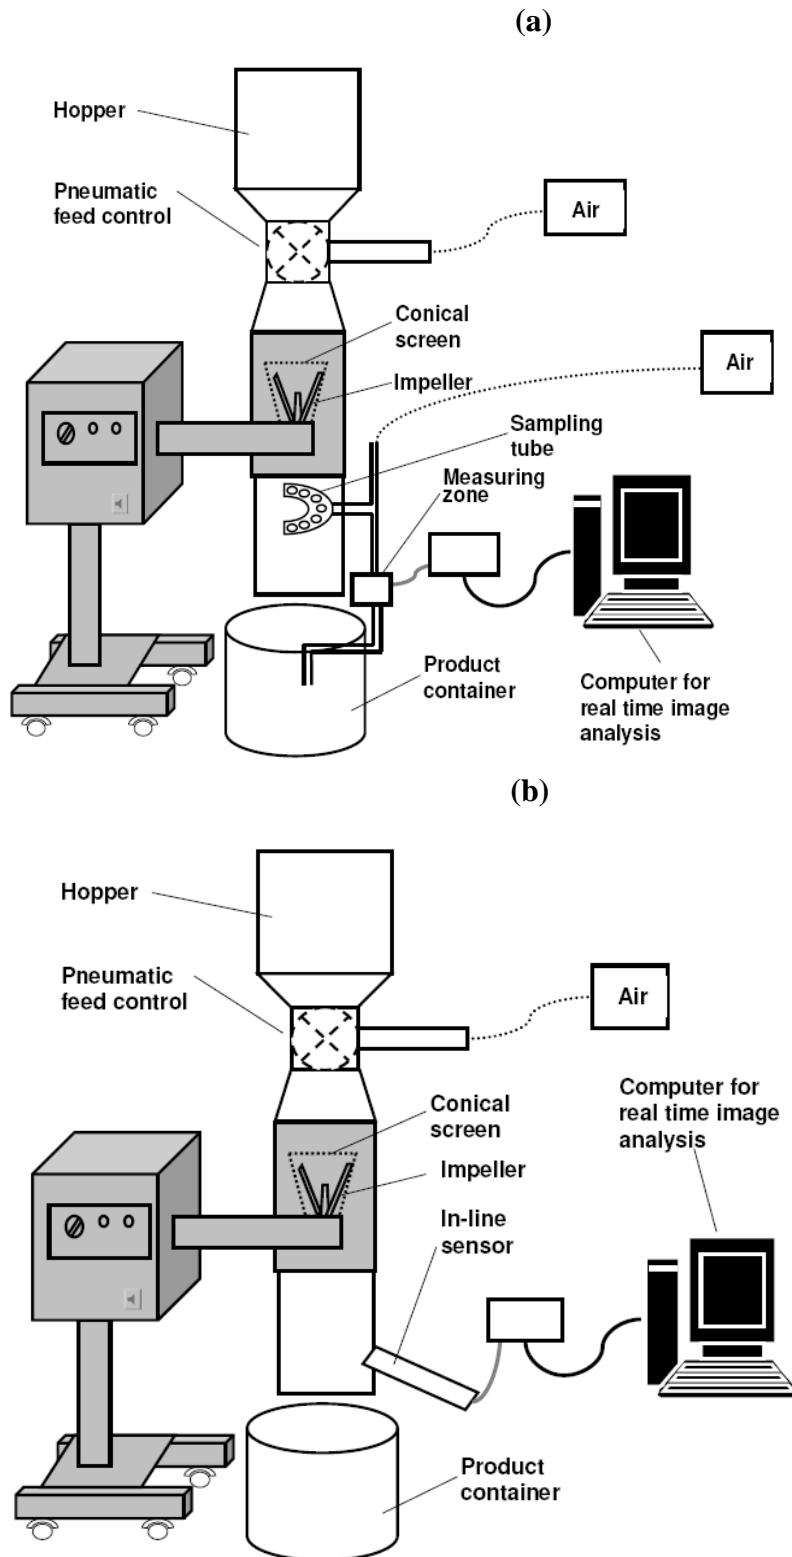 (a)
Hopper
Pneumatic
feed control
Air
Conical
screen
Air
Impeller
Sampling
tube
Measuring
zone
Product
container
Computer for
real time image
analysis
(b)
Hopper
Pneumatic
feed control
Air
Computer for
real time image
analysis
Conical
screen
Impeller
In-line
sensor
Product
container